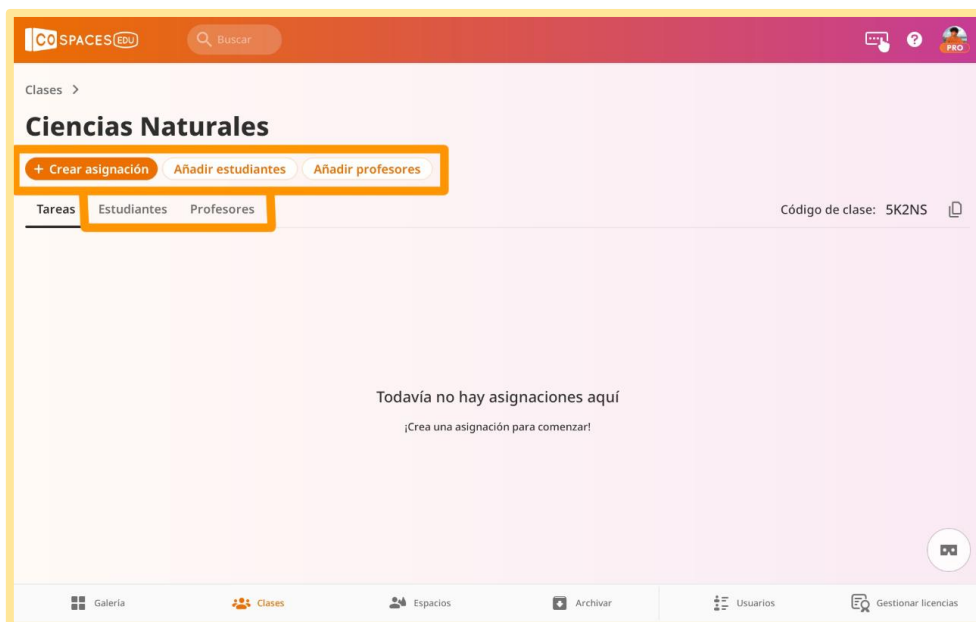 CO SPACES EDU
Buscar
PRO
Clases >
Ciencias Naturales
+ Crear asignación Añadir estudiantes Añadir profesores
Tareas Estudiantes Profesores Código de clase: 5K2NS
Todavía no hay asignaciones aquí
¡Crea una asignación para comenzar!
Galería Clases Espacios Archivar Usuarios Gestionar licencias